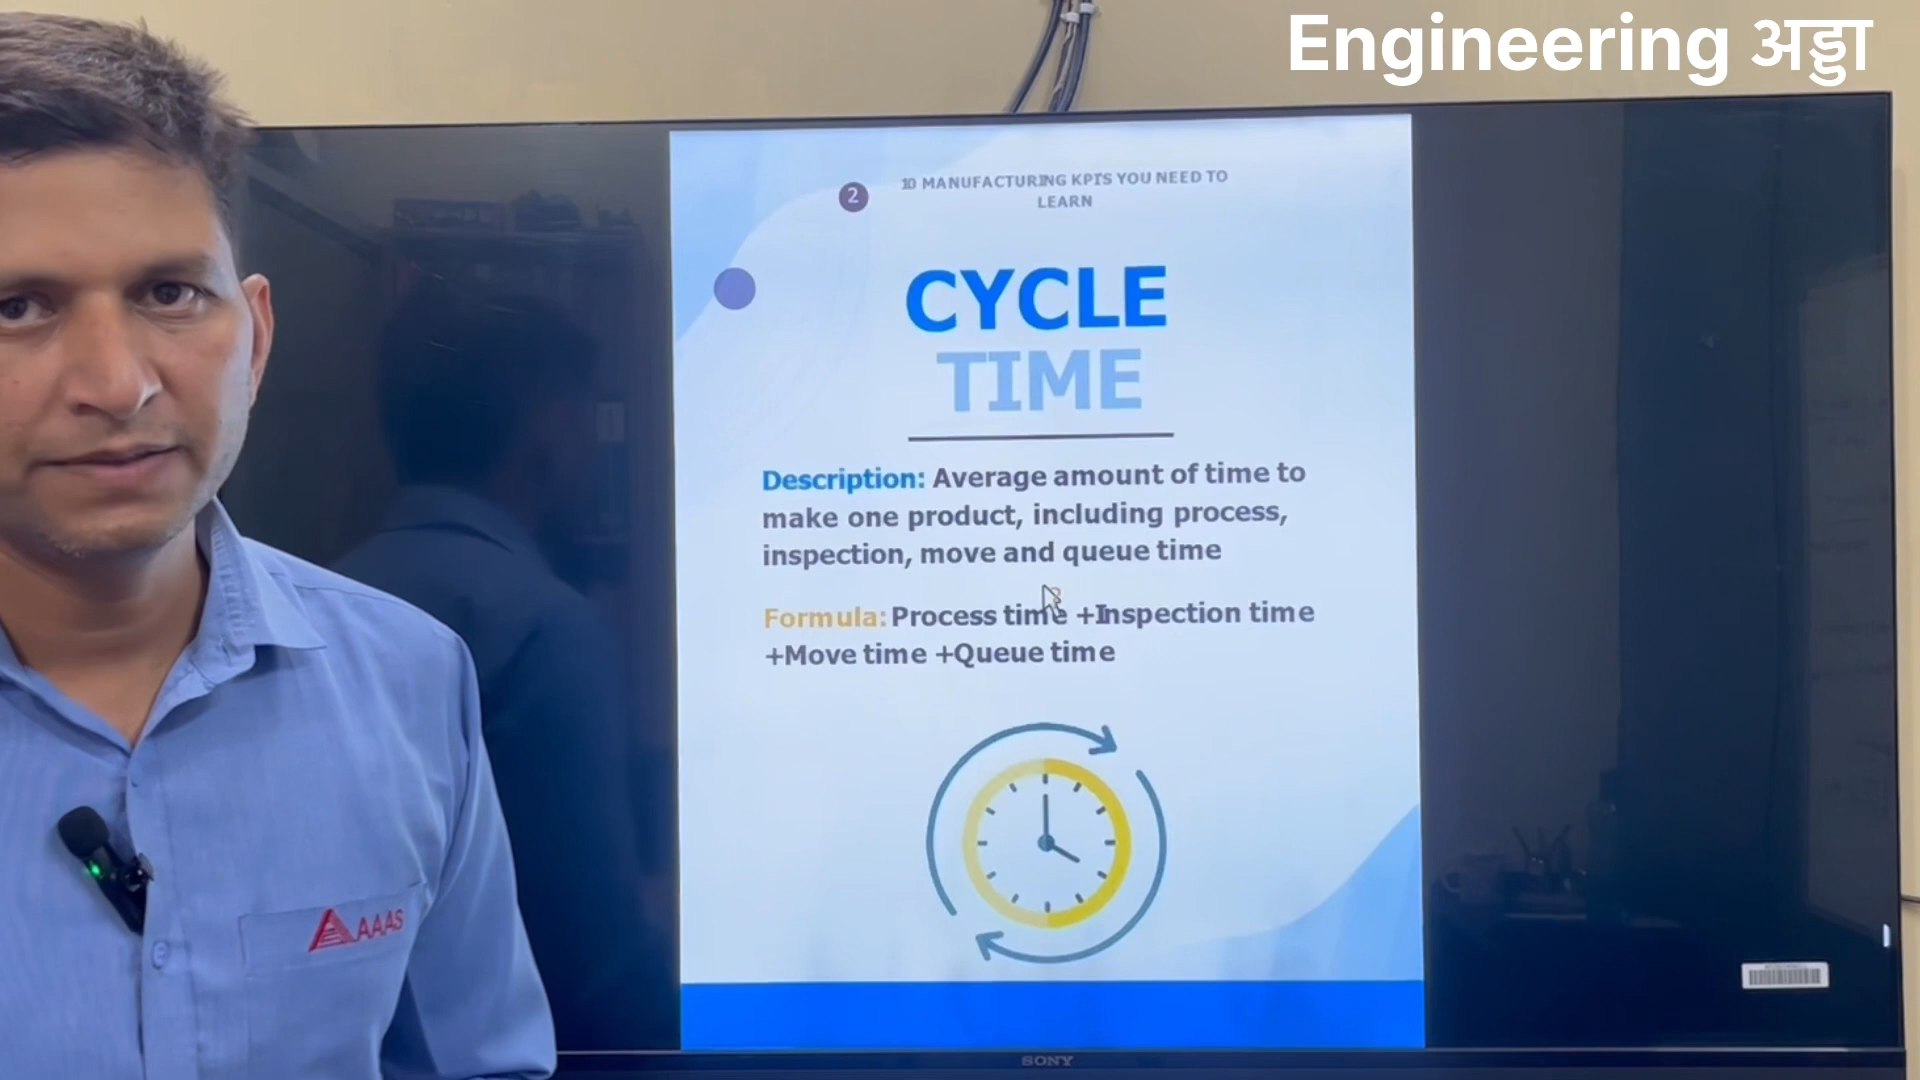 Engineering अड्डा
2
10 MANUFACTURING KPI'S YOU NEED TO
LEARN
CYCLE
TIME
Description: Average amount of time to
make one product, including process,
inspection, move and queue time
Formula: Process time +Inspection time
+Move time +Queue time
AAAS
SONY